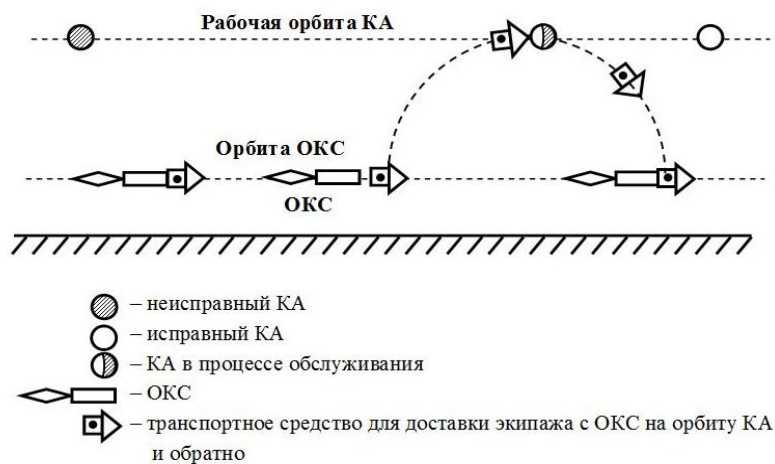 Рабочая орбита КА
Орбита ОКС
ОКС
– неисправный КА
– исправный КА
– КА в процессе обслуживания
– ОКС
– транспортное средство для доставки экипажа с ОКС на орбиту КА
и обратно